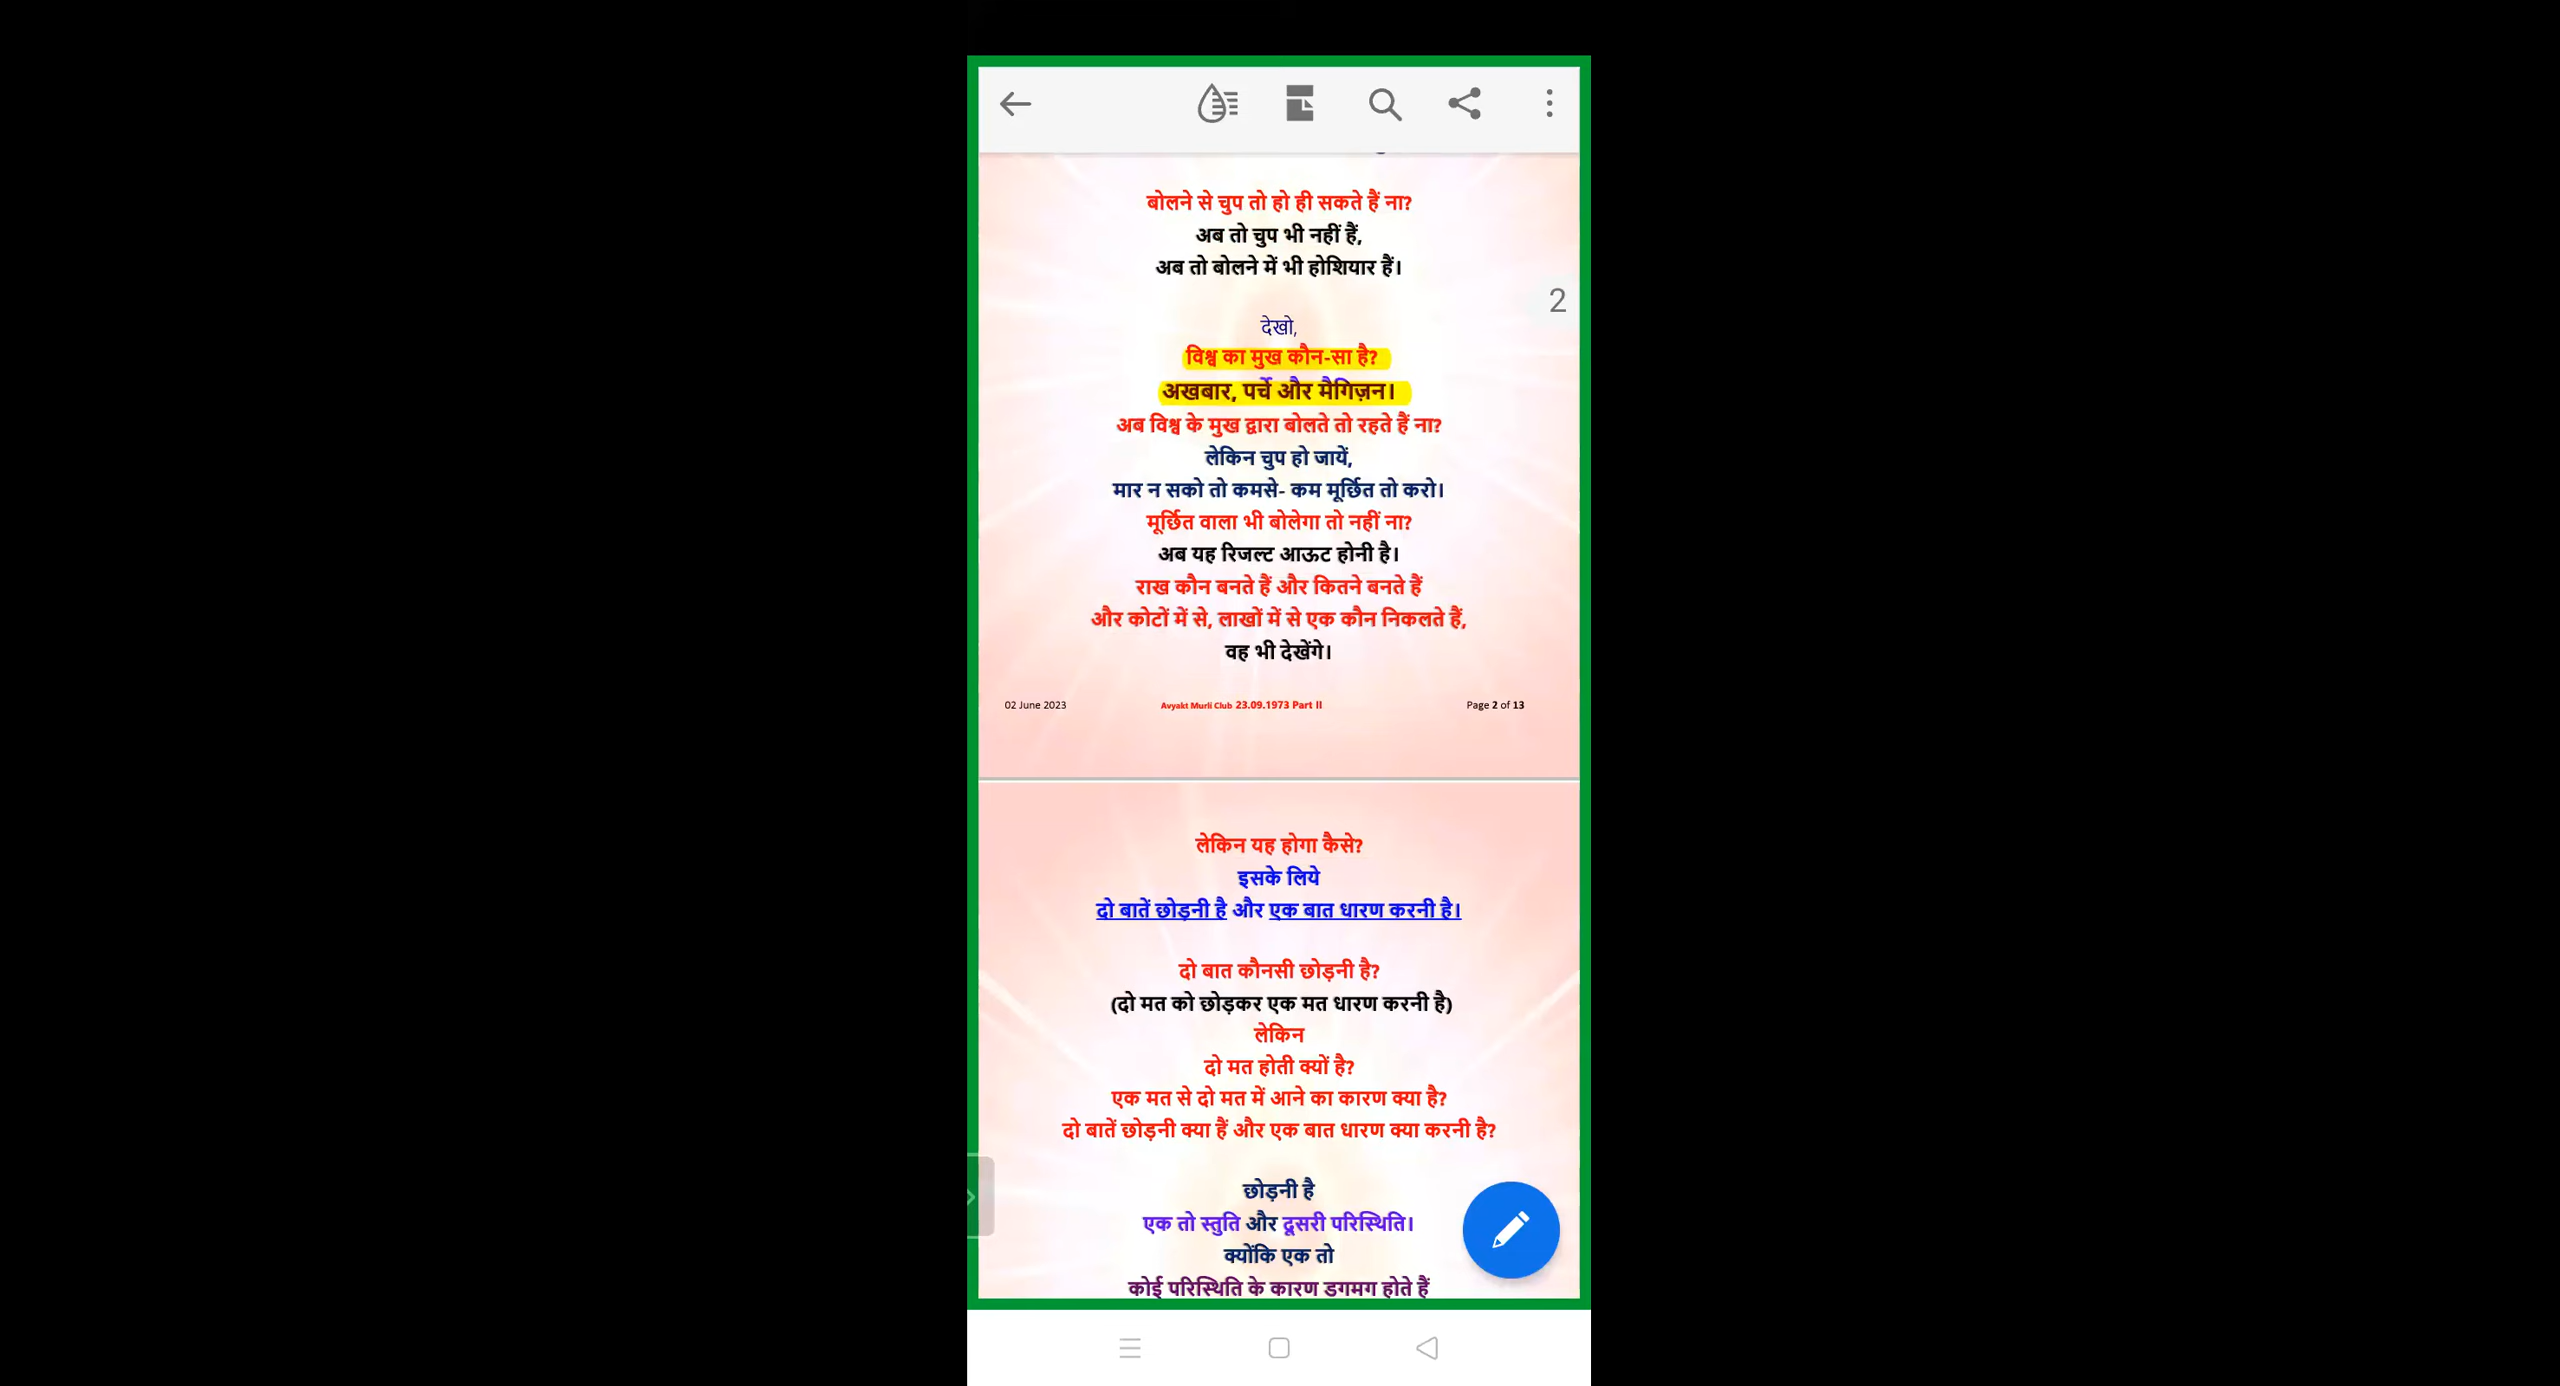 बोलने से चुप तो हो ही सकते हैं ना?
अब तो चुप भी नहीं हैं,
अब तो बोलने में भी होशियार हैं।
2
देखो,
विश्व का मुख कौन-सा है?
अखबार, पर्चे और मैगिज़न।
अब विश्व के मुख द्वारा बोलते तो रहते हैं ना?
लेकिन चुप हो जायें,
मार न सको तो कमसे- कम मूर्छित तो करो।
मूर्छित वाला भी बोलेगा तो नहीं ना?
अब यह रिजल्ट आऊट होनी है।
राख कौन बनते हैं और कितने बनते हैं
और कोटों में से, लाखों में से एक कौन निकलते हैं,
वह भी देखेंगे।
02 June 2023 Avyakt Murli Club 23.09.1973 Part II Page 2 of 13
लेकिन यह होगा कैसे?
इसके लिये
दो बातें छोड़नी है और एक बात धारण करनी है।
दो बात कौनसी छोड़नी है?
(दो मत को छोड़कर एक मत धारण करनी है)
लेकिन
दो मत होती क्यों है?
एक मत से दो मत में आने का कारण क्या है?
दो बातें छोड़नी क्या हैं और एक बात धारण क्या करनी है?
छोड़नी है
एक तो स्तुति और दूसरी परिस्थिति।
क्योंकि एक तो
कोई परिस्थिति के कारण डगमग होते हैं